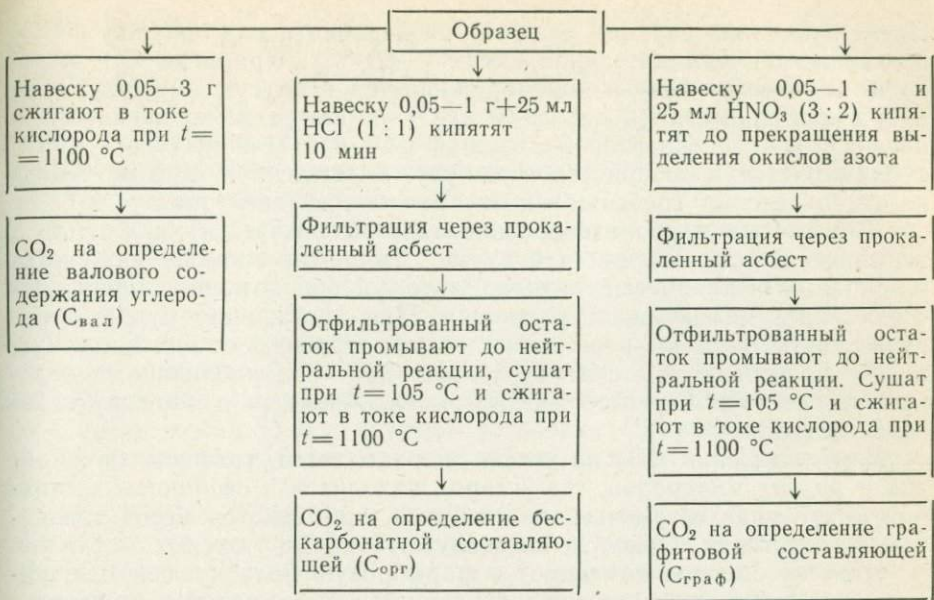 Образец
Навеску 0,05—3 г
сжигают в токе
кислорода при t=
=1100 °C
CO₂ на определе-
ние валового со-
держания углеро-
да (Cвал)
Навеску 0,05—1 г+25 мл
HCl (1 : 1) кипятят
10 мин
Фильтрация через прока-
ленный асбест
Отфильтрованный оста-
ток промывают до нейт-
ральной реакции, сушат
при t=105 °C и сжига-
ют в токе кислорода при
t=1100 °C
CO₂ на определение бес-
карбонатной составляю-
щей (Cорг)
Навеску 0,05—1 г и
25 мл HNO₃ (3 : 2) кипя-
тят до прекращения вы-
деления окислов азота
Фильтрация через прока-
ленный асбест
Отфильтрованный оста-
ток промывают до нейт-
ральной реакции. Сушат
при t=105 °C и сжига-
ют в токе кислорода при
t=1100 °C
CO₂ на определение гра-
фитовой составляющей
(Cграф)